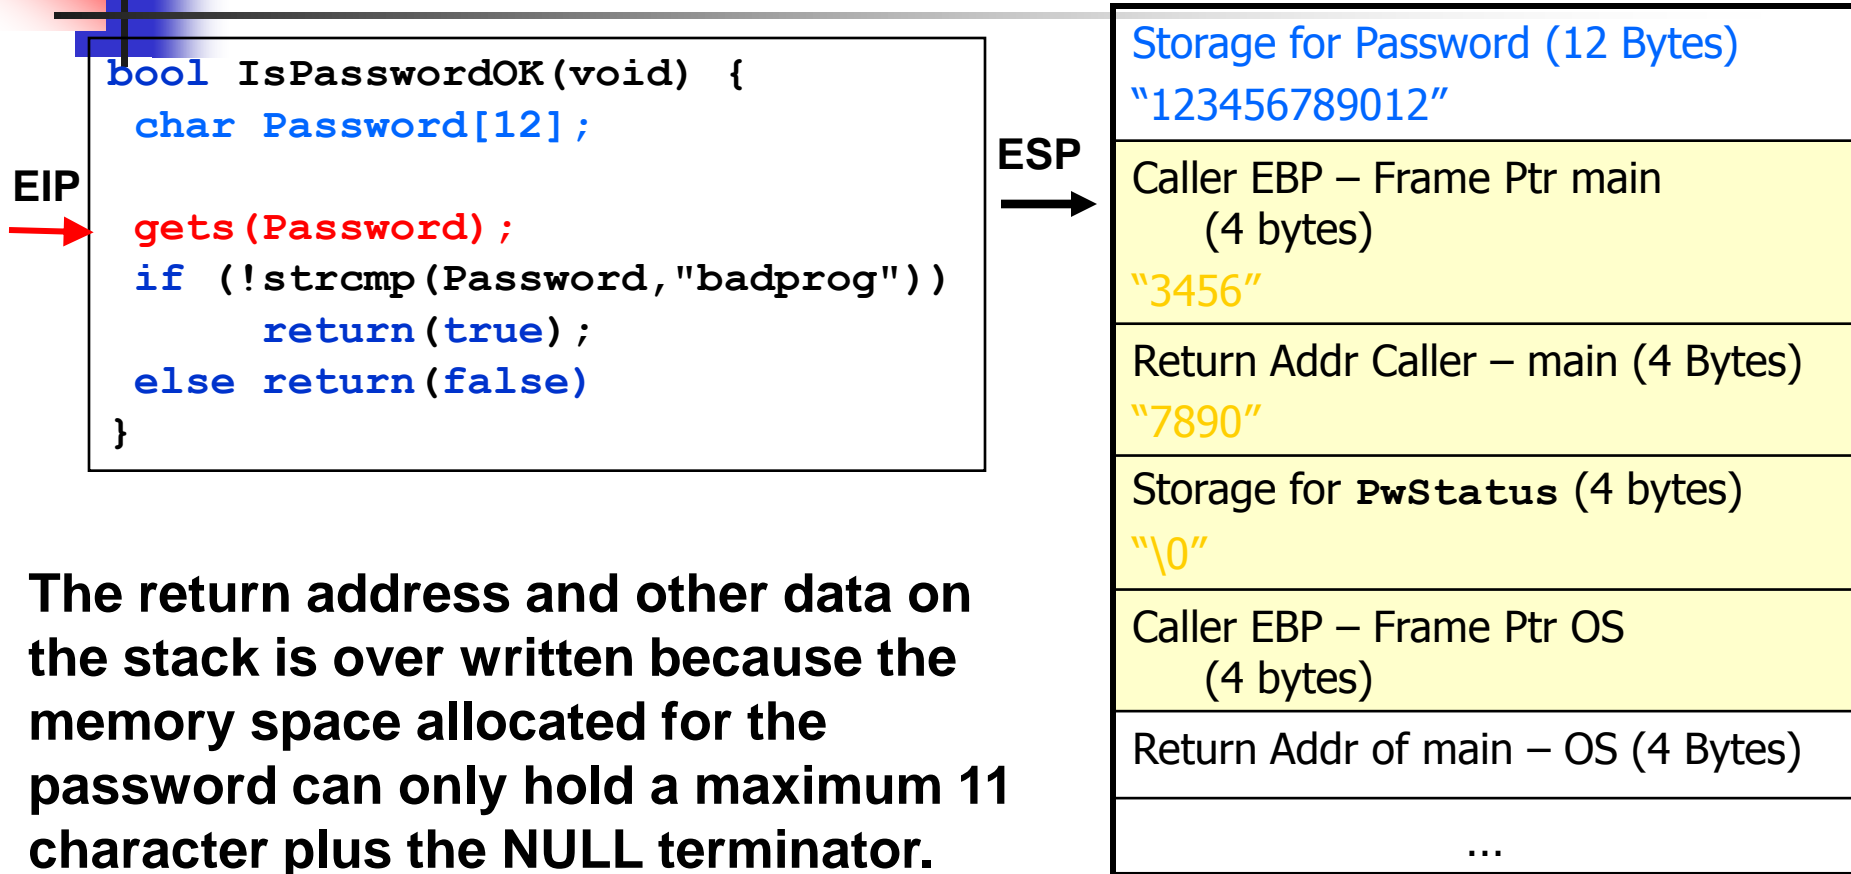 bool IsPasswordOK(void) {
char Password[12];
EIP
gets(Password);
if (!strcmp(Password,"badprog"))
return(true);
else return(false)
}
The return address and other data on
the stack is over written because the
memory space allocated for the
password can only hold a maximum 11
character plus the NULL terminator.
ESP
Storage for Password (12 Bytes)
“123456789012”
Caller EBP – Frame Ptr main
(4 bytes)
“3456”
Return Addr Caller – main (4 Bytes)
“7890”
Storage for PwStatus (4 bytes)
“\0”
Caller EBP – Frame Ptr OS
(4 bytes)
Return Addr of main – OS (4 Bytes)
...